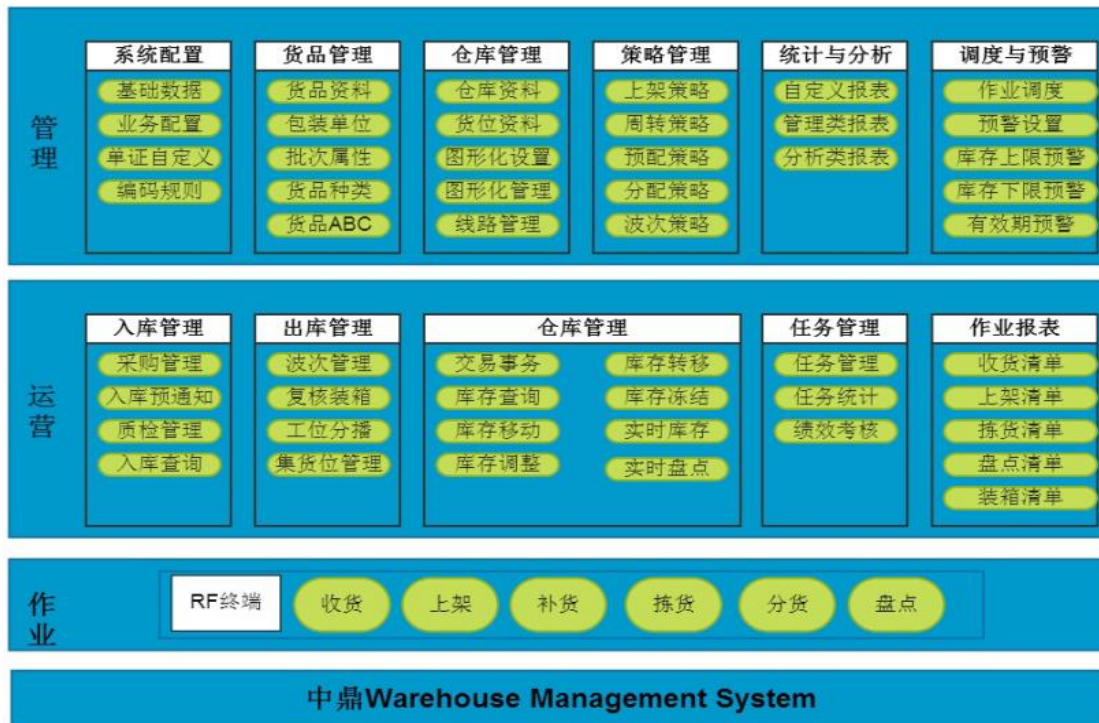 管
理
系统配置
基础数据
业务配置
单证自定义
编码规则
货品管理
货品资料
包装单位
批次属性
货品种类
货品ABC
仓库管理
仓库资料
货位资料
图形化设置
图形化管理
线路管理
策略管理
上架策略
周转策略
预配策略
分配策略
波次策略
统计与分析
自定义报表
管理类报表
分析类报表
调度与预警
作业调度
预警设置
库存上限预警
库存下限预警
有效期预警
运
营
入库管理
采购管理
入库预通知
质检管理
入库查询
出库管理
波次管理
复核装箱
工位分播
集货位管理
仓库管理
交易事务
库存查询
库存移动
库存调整
库存转移
库存冻结
实时库存
实时盘点
任务管理
任务管理
任务统计
绩效考核
作业报表
收货清单
上架清单
拣货清单
盘点清单
装箱清单
作
业
RF终端
收货
上架
补货
拣货
分货
盘点
中鼎Warehouse Management System